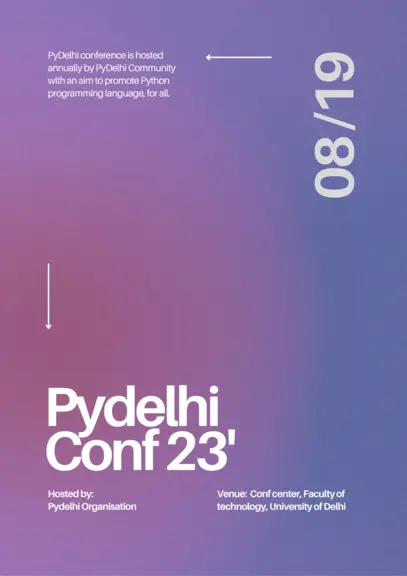 PyDelhi conference is hosted
annually by PyDelhi Community
with an aim to promote Python
programming language, for all.
08/19
Pydelhi
Conf 23'
Hosted by:
Pydelhi Organisation
Venue: Conf center, Faculty of
technology, University of Delhi